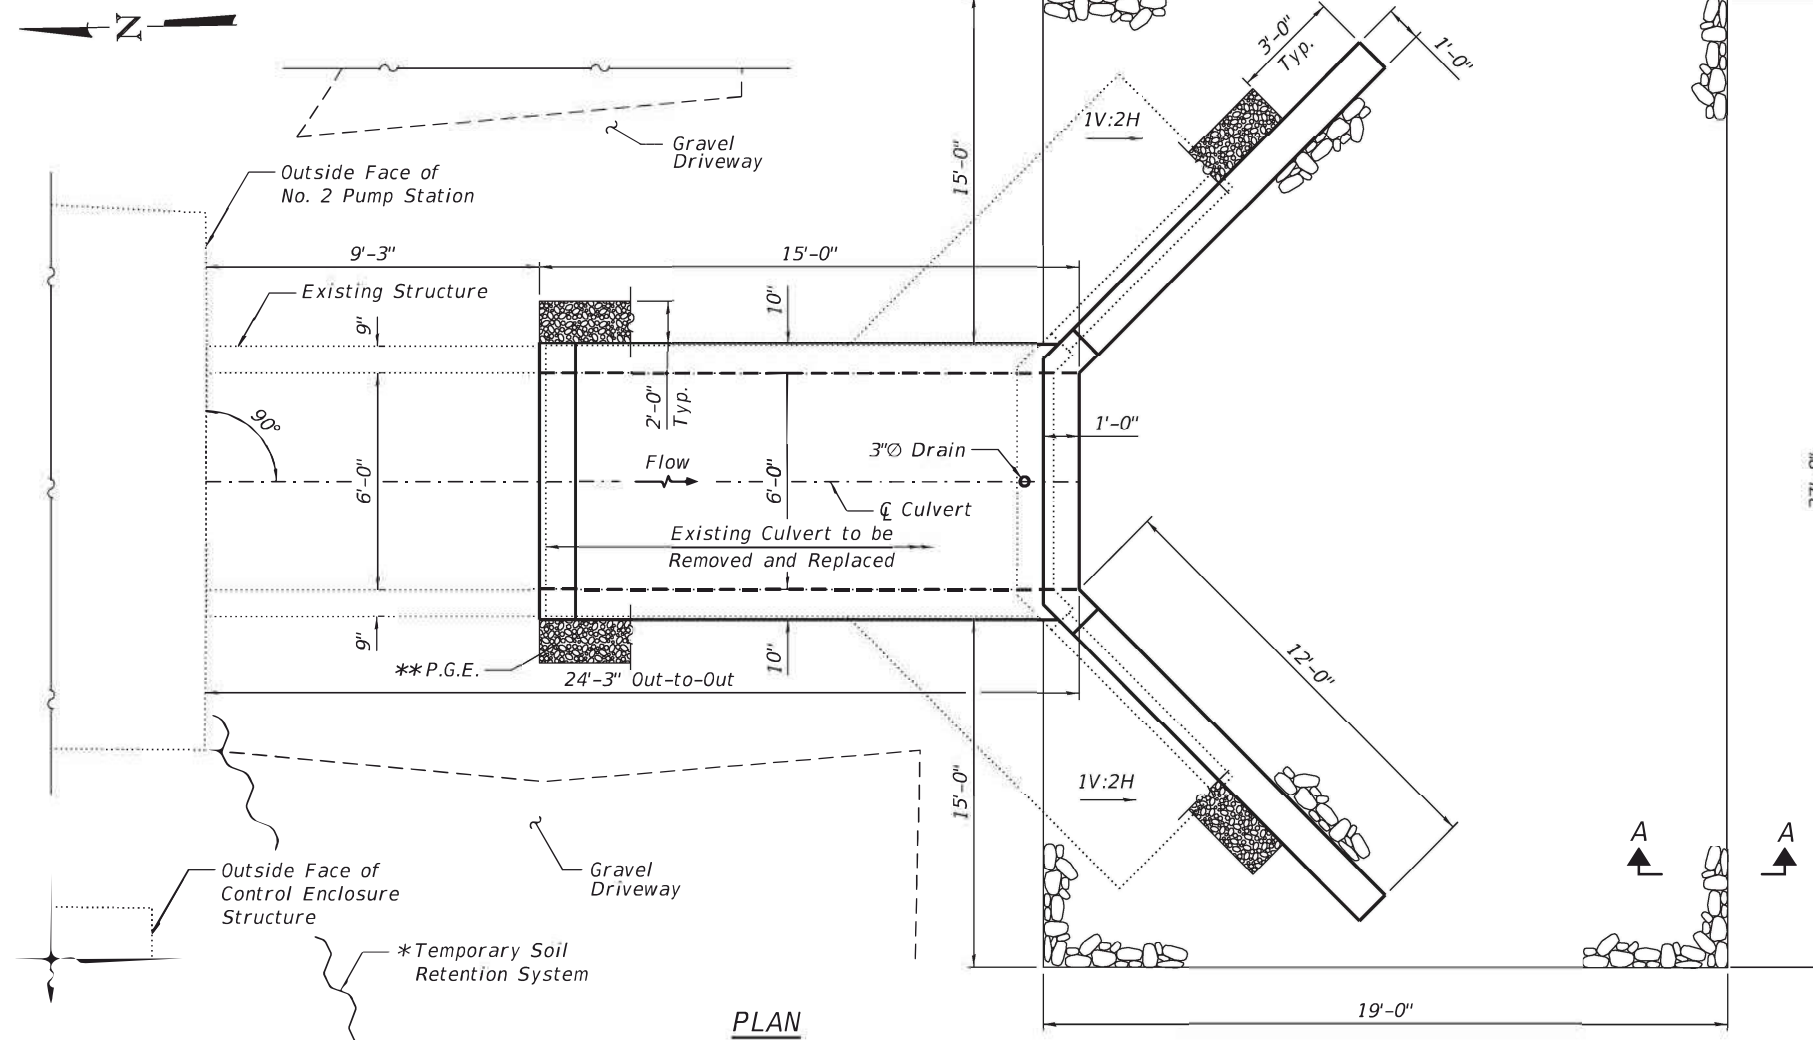 N
3'-0"
Typ.
1'-0"
Gravel
Driveway
1V:2H
Outside Face of
No. 2 Pump Station
15'-0"
9'-3"
15'-0"
Existing Structure
9"
10"
90°
2'-0"
Typ.
1'-0"
3"∅ Drain
Flow
6'-0"
6'-0"
℄ Culvert
Existing Culvert to be
Removed and Replaced
9"
10"
**P.G.E.
24'-3" Out-to-Out
12'-0"
15'-0"
1V:2H
A
A
Outside Face of
Control Enclosure
Structure
Gravel
Driveway
*Temporary Soil
Retention System
19'-0"
PLAN